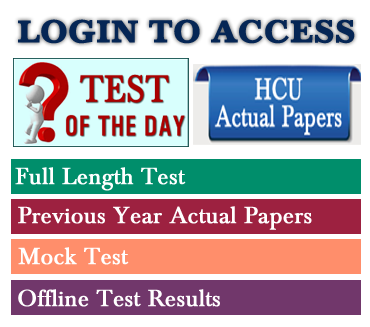 LOGIN TO ACCESS
TEST
OF THE DAY
HCU
Actual Papers
Full Length Test
Previous Year Actual Papers
Mock Test
Offline Test Results